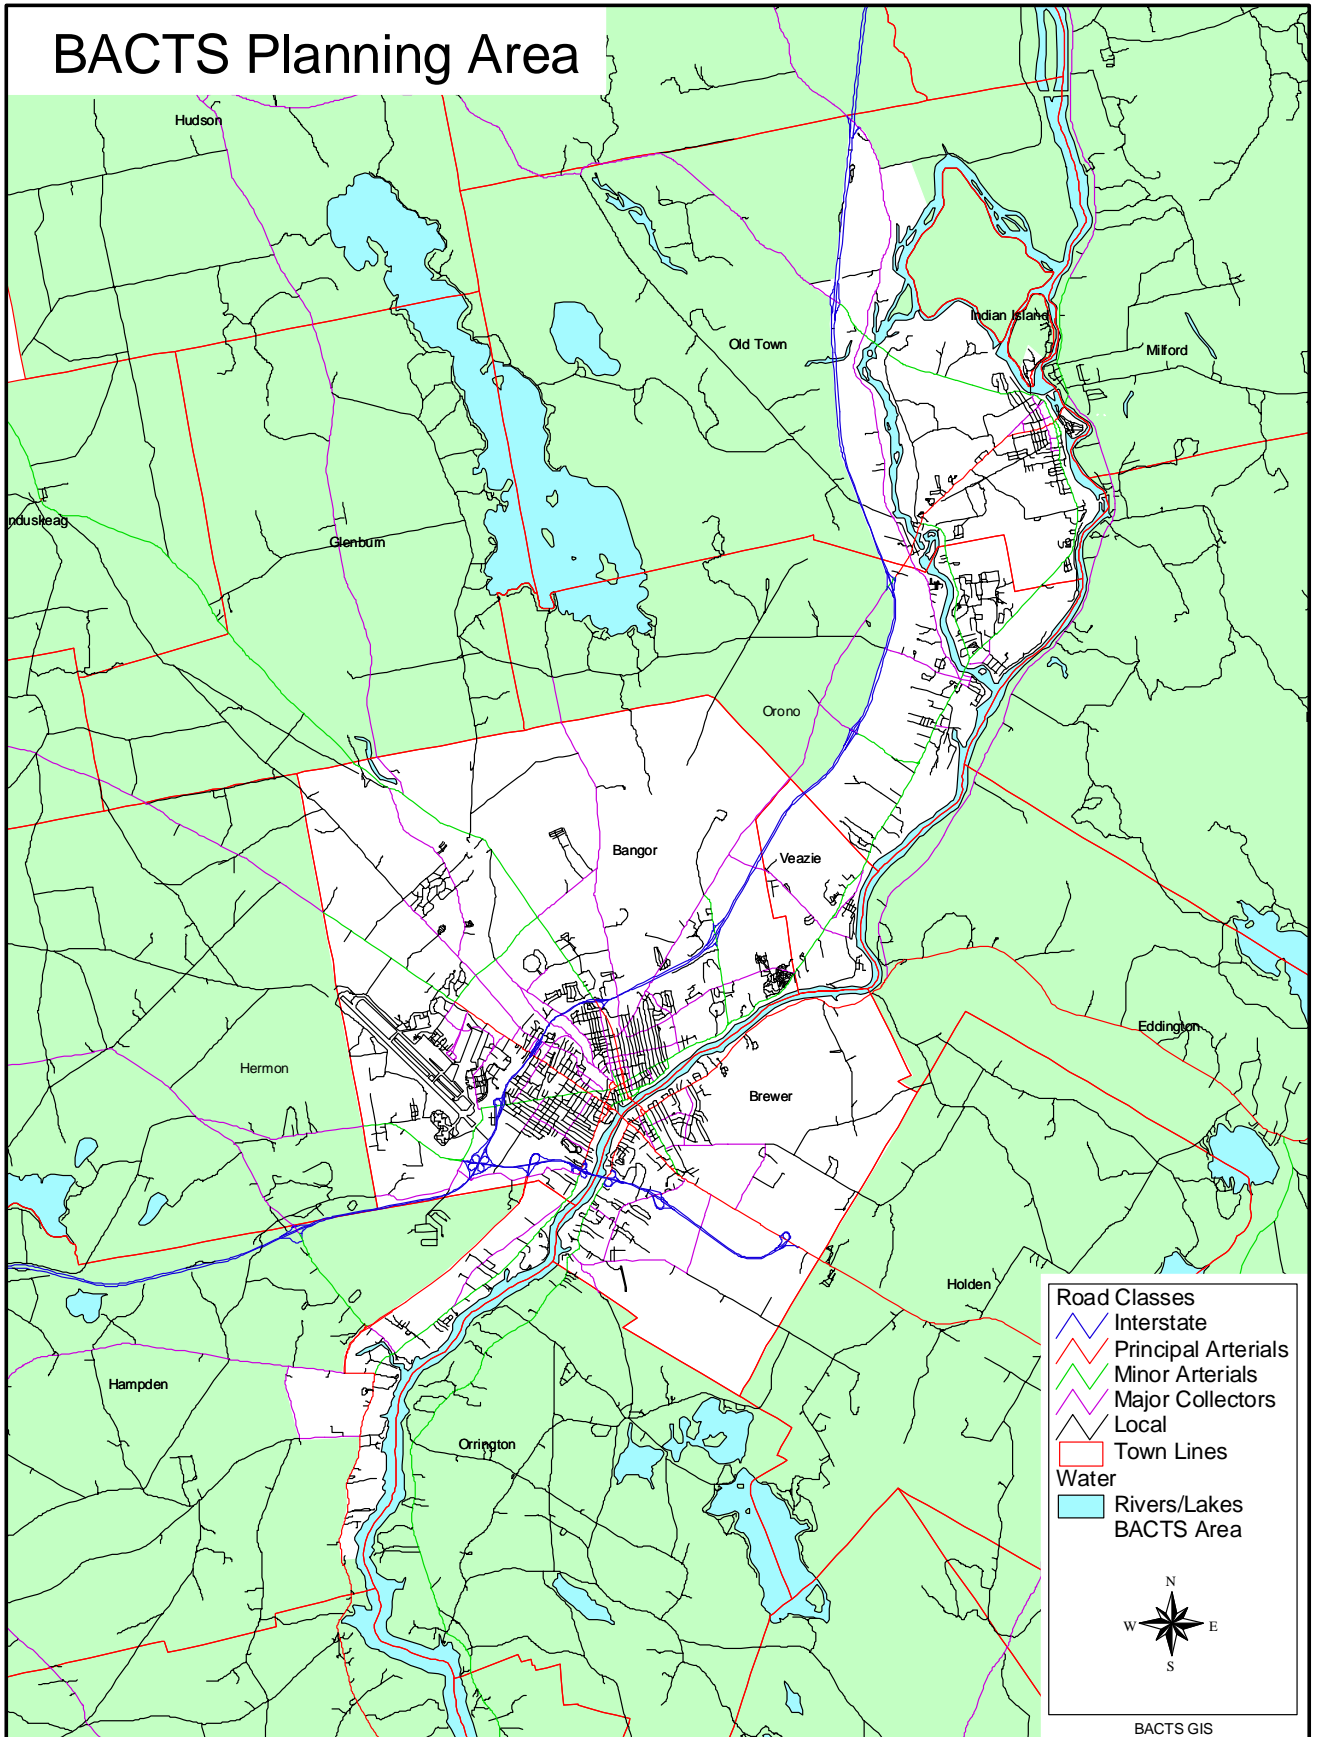 BACTS Planning Area
Hudson
Indian Island
Old Town
Milford
nduskeag
Glenburn
Orono
Bangor
Veazie
Eddington
Hermon
Brewer
Holden
Hampden
Orrington
Road Classes
Interstate
Principal Arterials
Minor Arterials
Major Collectors
Local
Town Lines
Water
Rivers/Lakes
BACTS Area
N
W E
S
BACTS GIS